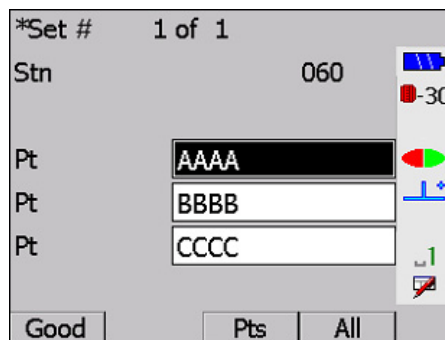 *Set # 1 of 1
Stn 060
-30
Pt AAAA
Pt BBBB
Pt CCCC
1
Good Pts All